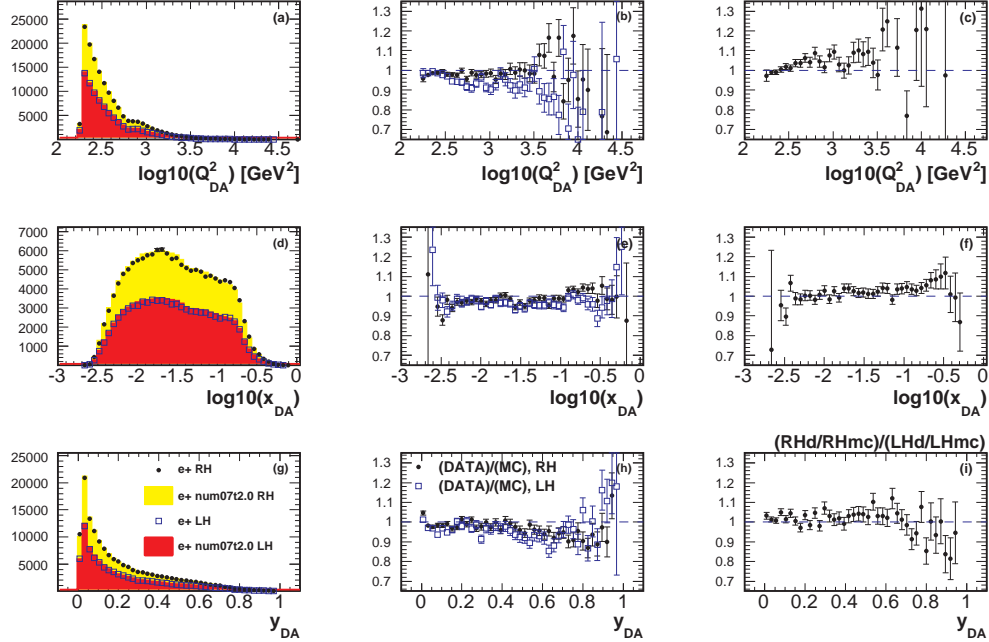 25000
20000
15000
10000
5000
(a)
2 2.5 3 3.5 4 4.5
log10(Q²DA) [GeV²]
1.3
1.2
1.1
1
0.9
0.8
0.7
(b)
2 2.5 3 3.5 4 4.5
log10(Q²DA) [GeV²]
1.3
1.2
1.1
1
0.9
0.8
0.7
(c)
2 2.5 3 3.5 4 4.5
log10(Q²DA) [GeV²]
7000
6000
5000
4000
3000
2000
1000
(d)
-3 -2.5 -2 -1.5 -1 -0.5 0
log10(xDA)
1.3
1.2
1.1
1
0.9
0.8
0.7
(e)
-3 -2.5 -2 -1.5 -1 -0.5 0
log10(xDA)
1.3
1.2
1.1
1
0.9
0.8
0.7
(f)
-3 -2.5 -2 -1.5 -1 -0.5 0
log10(xDA)
25000
20000
15000
10000
5000
(g)
e+ RH
e+ num07t2.0 RH
e+ LH
e+ num07t2.0 LH
0 0.2 0.4 0.6 0.8 1
yDA
1.3
1.2
1.1
1
0.9
0.8
0.7
(h)
(DATA)/(MC), RH
(DATA)/(MC), LH
0 0.2 0.4 0.6 0.8 1
yDA
(RHd/RHmc)/(LHd/LHmc)
1.3
1.2
1.1
1
0.9
0.8
0.7
(i)
0 0.2 0.4 0.6 0.8 1
yDA